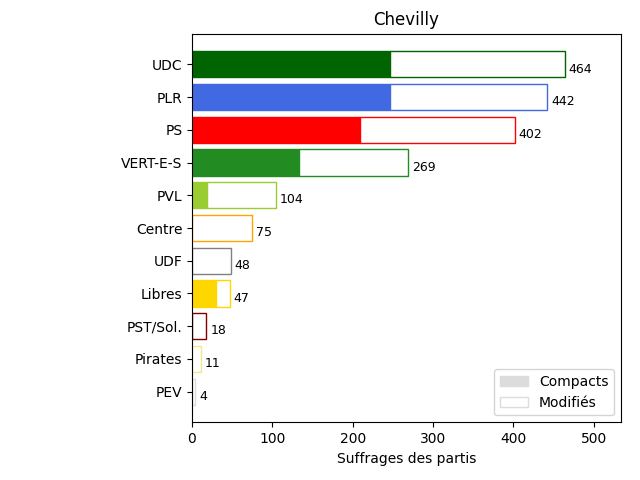 Chevilly
UDC 464
PLR 442
PS 402
VERT-E-S 269
PVL 104
Centre 75
UDF 48
Libres 47
PST/Sol. 18
Pirates 11
PEV 4
Compacts
Modifiés
0 100 200 300 400 500
Suffrages des partis